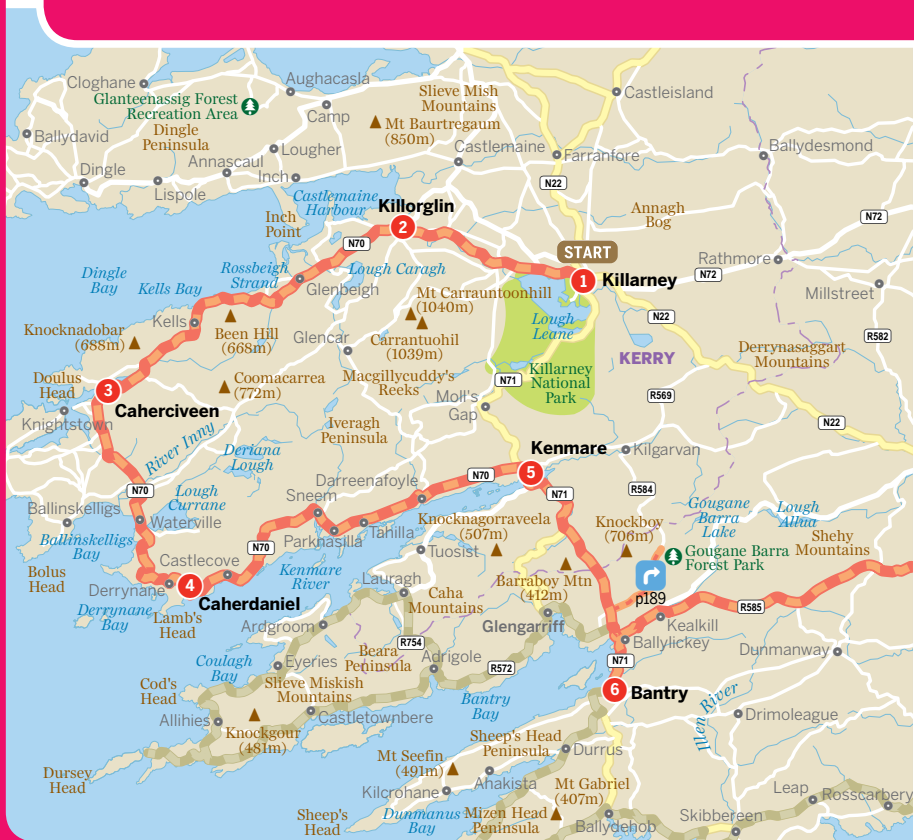 Cloghane
Aughacasla
Glanteenassig Forest
Recreation Area
Camp
Slieve Mish
Mountains
Mt Baurtregaum
(850m)
Castleisland
Ballydavid
Dingle
Peninsula
Lougher
Castlemaine
Farranfore
Ballydesmond
Annascaul
Dingle
Lispole
Inch
N22
Castlemaine
Harbour
Killorglin
2
Inch
Point
N70
Annagh
Bog
N72
START
Rathmore
Dingle
Bay
Kells Bay
Rossbeigh
Strand
Lough Caragh
Glenbeigh
1
Killarney
N72
Millstreet
Mt Carrauntoonhill
(1040m)
Lough
Leane
N22
Knocknadobar
(688m)
Kells
Been Hill
(668m)
Glencar
Carrantuohil
(1039m)
KERRY
R582
Derrynasaggart
Mountains
Doulus
Head
3
Caherciveen
Coomacarrea
(772m)
Macgillycuddy's
Reeks
N71
Killarney
National
Park
R569
Moll's
Gap
N22
Knightstown
River Inny
Iveragh
Peninsula
Deriana
Lough
Kenmare
5
Kilgarvan
N70
Lough
Currane
Darreenafoyle
N70
N71
R584
Sneem
Ballinskelligs
Waterville
Parknasilla
Tahilla
Knocknagorraveela
(507m)
Knockboy
(706m)
Gougane
Barra
Lake
Lough
Allua
Ballinskelligs
Bay
N70
Tuosist
Shehy
Mountains
Gougane Barra
Forest Park
Bolus
Head
Castlecove
Kenmare
River
Lauragh
Barraboy Mtn
(412m)
p189
Derrynane
4
Caherdaniel
Caha
Mountains
R585
Derrynane
Bay
Lamb's
Head
Ardgroom
Glengarriff
Kealkill
R754
Ballylickey
Dunmanway
Coulagh
Bay
Eyeries
Beara
Peninsula
Adrigole
R572
N71
Cod's
Head
Slieve Miskish
Mountains
6
Bantry
Bantry
Bay
Illen River
Allihies
Castletownbere
Drimoleague
Knockgour
(481m)
Sheep's Head
Peninsula
Durrus
Mt Seefin
(491m)
Dursey
Head
Ahakista
Mt Gabriel
(407m)
Kilcrohane
Leap
Rosscarbery
Sheep's
Head
Dunmanus
Bay
Mizen Head
Peninsula
Ballydehob
Skibbereen